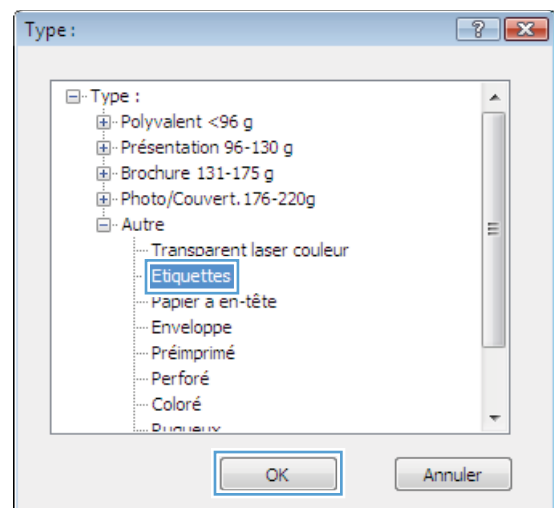 Type :
?
Type :
Polyvalent <96 g
Présentation 96-130 g
Brochure 131-175 g
Photo/Couvert. 176-220g
Autre
Transparent laser couleur
Etiquettes
Papier à en-tête
Enveloppe
Préimprimé
Perforé
Coloré
OK
Annuler